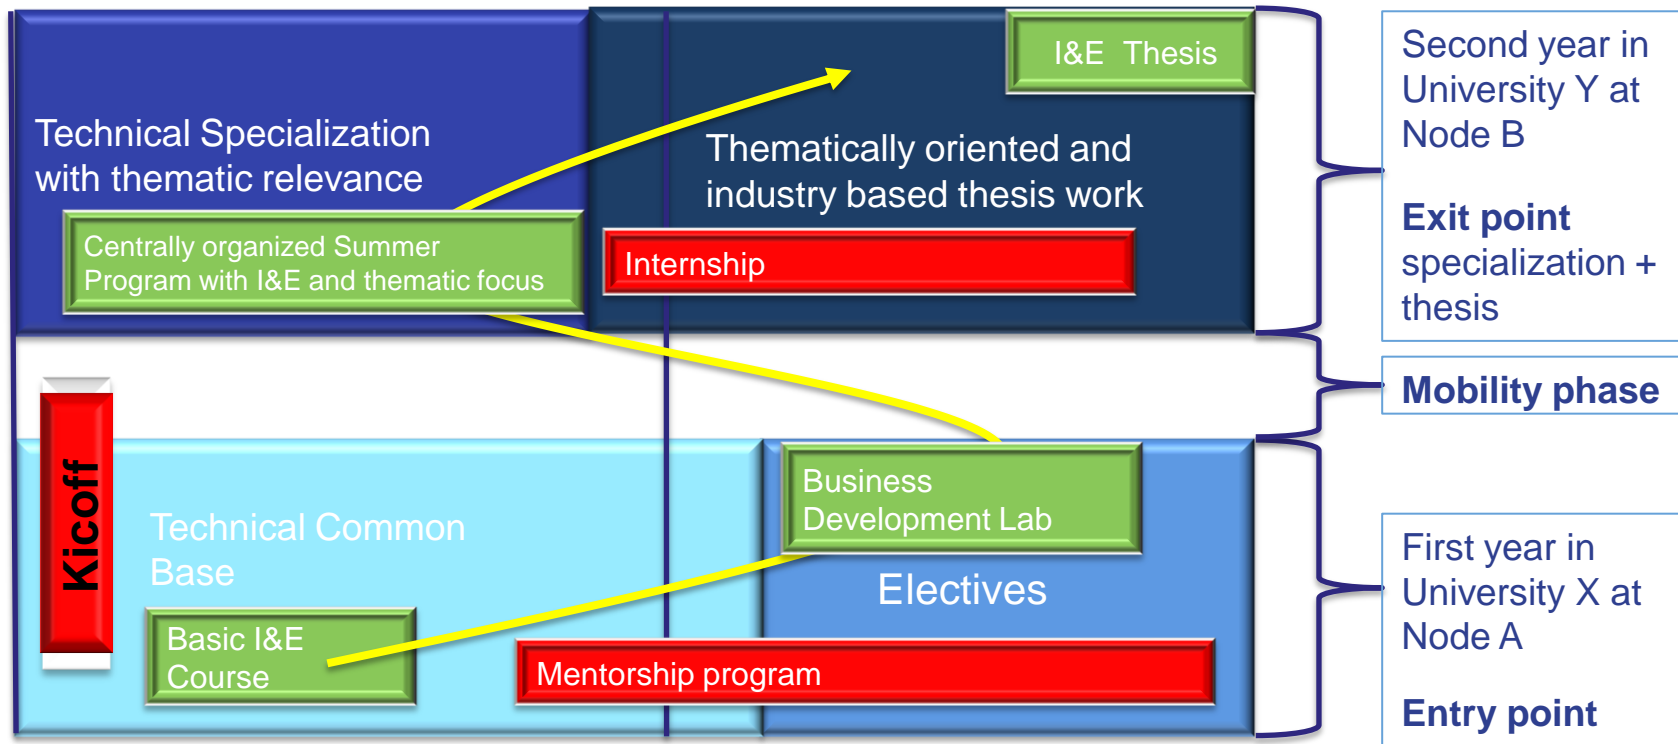 I&E Thesis
Technical Specialization
with thematic relevance
Thematically oriented and
industry based thesis work
Centrally organized Summer
Program with I&E and thematic focus
Internship
Second year in
University Y at
Node B
Exit point
specialization +
thesis
Mobility phase
Kicoff
Technical Common
Base
Business
Development Lab
Electives
Basic I&E
Course
Mentorship program
First year in
University X at
Node A
Entry point